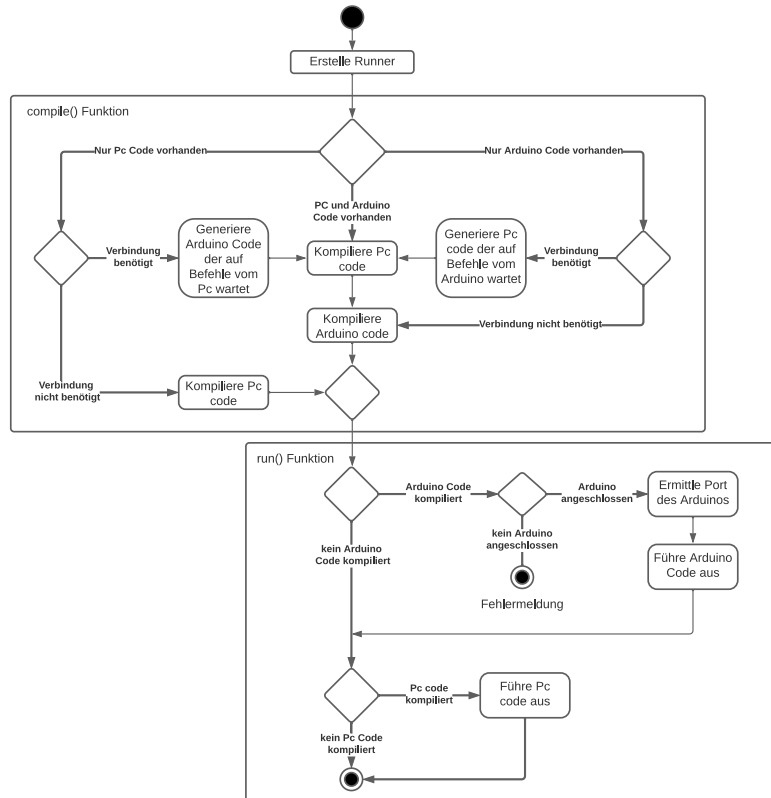 Erstelle Runner
compile() Funktion
Nur Pc Code vorhanden
Nur Arduino Code vorhanden
PC und Arduino
Code vorhanden
Generiere
Arduino Code
der auf
Befehle vom
Pc wartet
Generiere Pc
code der auf
Befehle vom
Arduino wartet
Verbindung
benötigt
Kompiliere Pc
code
Verbindung
benötigt
Kompiliere
Arduino code
Verbindung nicht benötigt
Verbindung
nicht benötigt
Kompiliere Pc
code
run() Funktion
Arduino Code
kompiliert
Arduino
angeschlossen
Ermittle Port
des Arduinos
kein Arduino
Code kompiliert
kein Arduino
angeschlossen
Führe Arduino
Code aus
Fehlermeldung
Pc code
kompiliert
Führe Pc
code aus
kein Pc Code
kompiliert